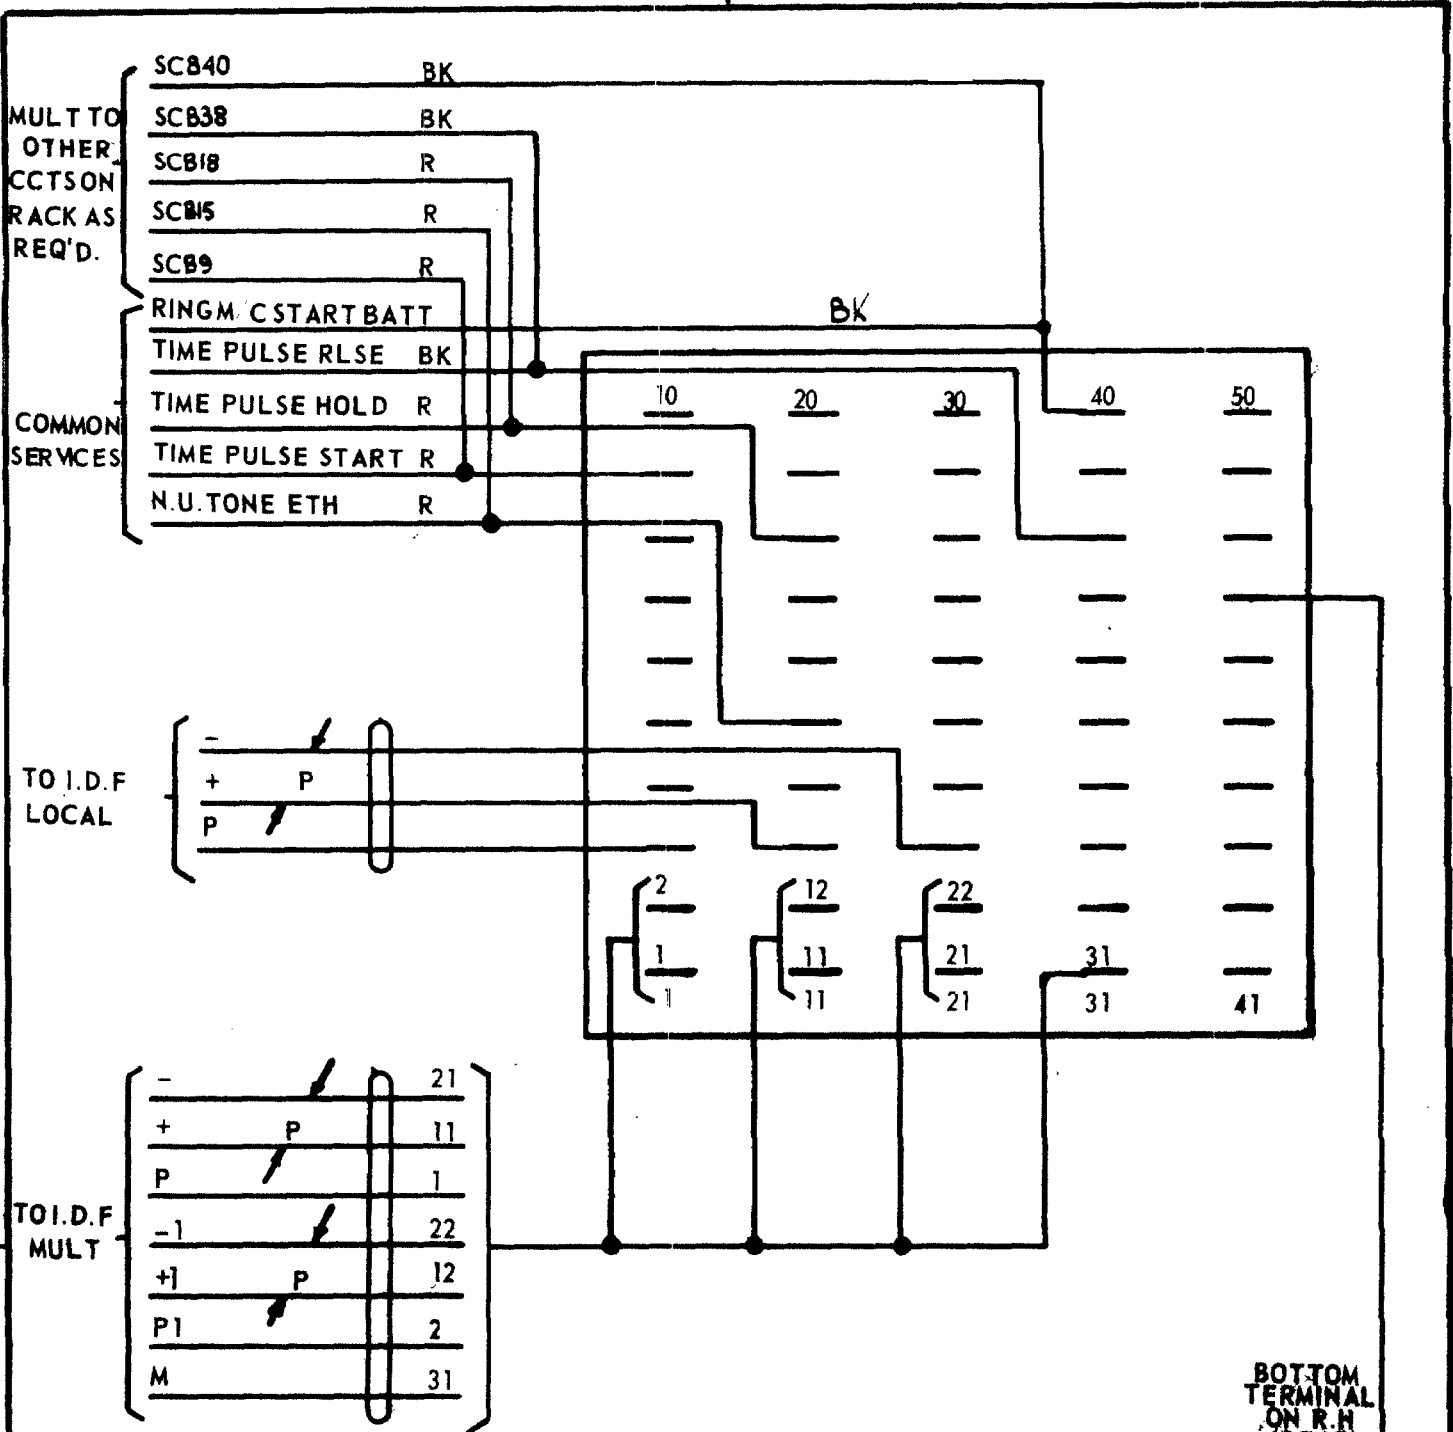 SCB40 BK
SCB38 BK
SCB18 R
SCB15 R
SCB9 R
MULT TO
OTHER
CCTS ON
RACK AS
REQ'D.
RINGM C START BATT BK
TIME PULSE RLSE BK
TIME PULSE HOLD R
TIME PULSE START R
N.U. TONE ETH R
COMMON
SERVICES
10 20 30 40 50
-
+ P
P
TO I.D.F
LOCAL
2 12 22
1 11 21 31
1 11 21 31 41
- 21
+ P 11
P 1
-1 22
+1 P 12
P1 2
M 31
TO I.D.F
MULT
BOTTOM
TERMINAL
ON R.H